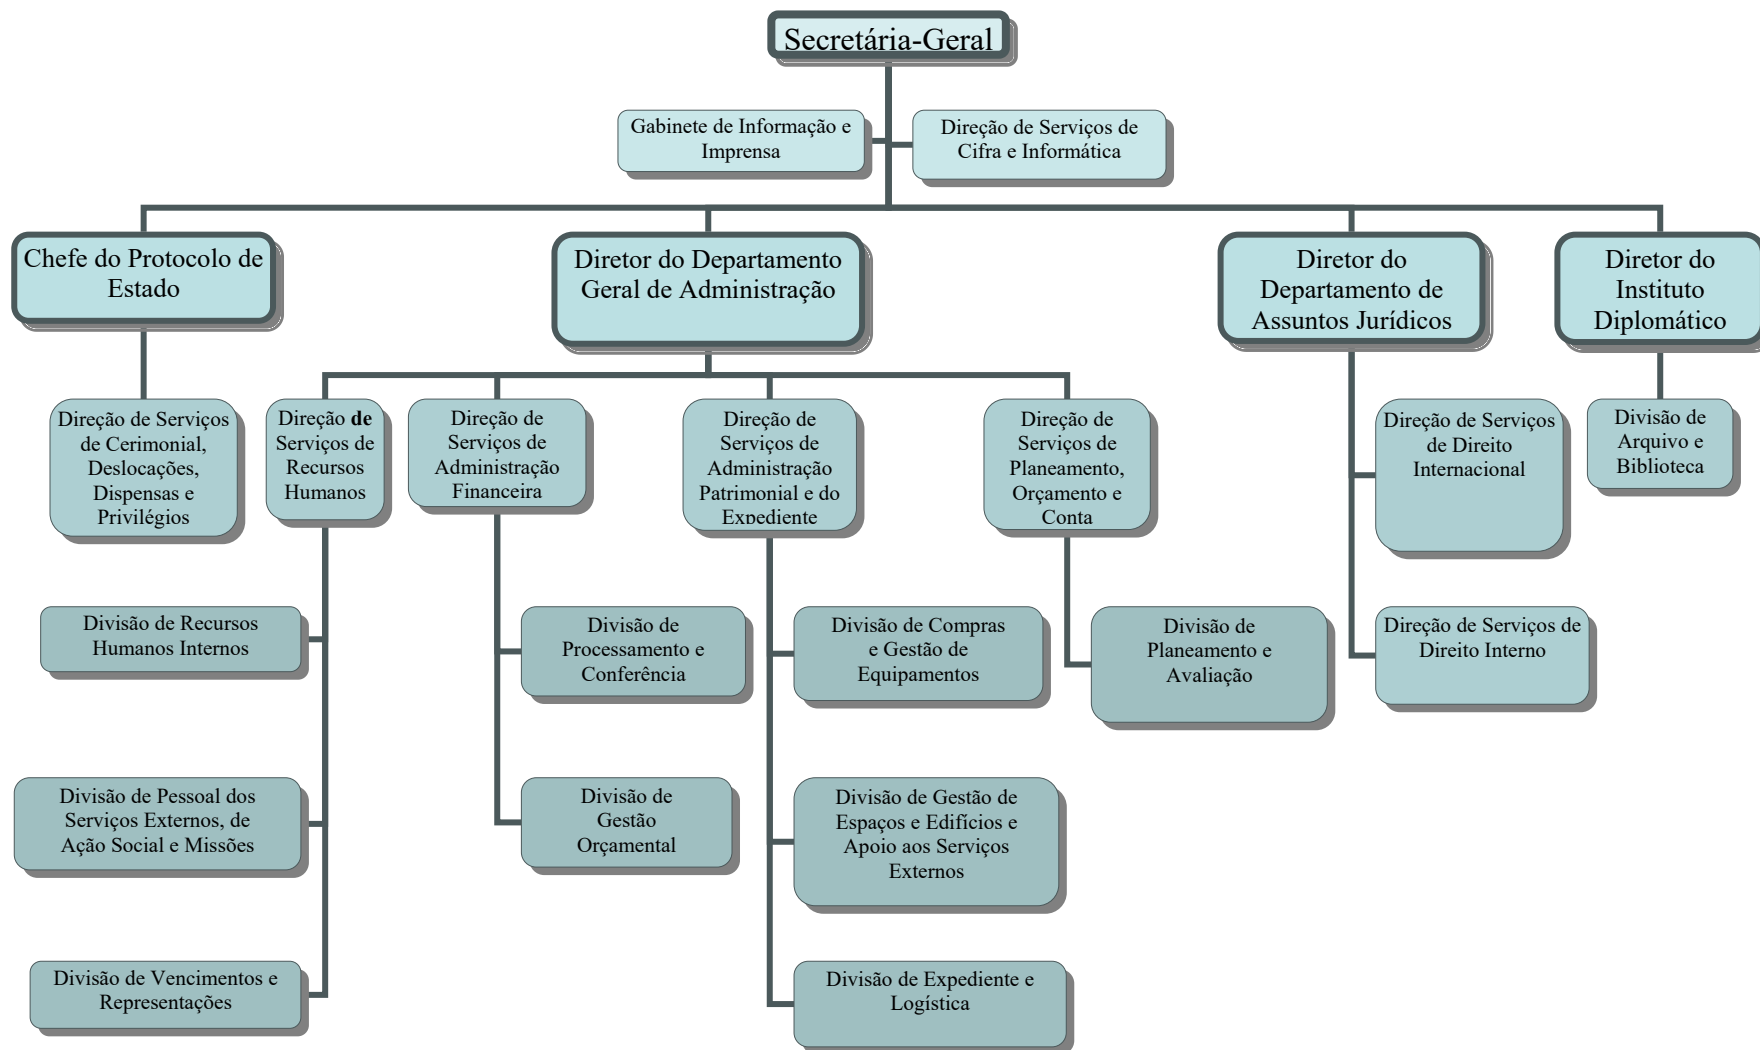 Secretária-Geral
Gabinete de Informação e
Imprensa
Direção de Serviços de
Cifra e Informática
Chefe do Protocolo de
Estado
Diretor do Departamento
Geral de Administração
Diretor do
Departamento de
Assuntos Jurídicos
Diretor do
Instituto
Diplomático
Direção de Serviços
de Cerimonial,
Deslocações,
Dispensas e
Privilégios
Direção de
Serviços de
Recursos
Humanos
Direção de
Serviços de
Administração
Financeira
Direção de
Serviços de
Administração
Patrimonial e do
Expediente
Direção de
Serviços de
Planeamento,
Orçamento e
Conta
Direção de Serviços
de Direito
Internacional
Divisão de
Arquivo e
Biblioteca
Divisão de Recursos
Humanos Internos
Divisão de
Processamento e
Conferência
Divisão de Compras
e Gestão de
Equipamentos
Divisão de
Planeamento e
Avaliação
Direção de Serviços de
Direito Interno
Divisão de Pessoal dos
Serviços Externos, de
Ação Social e Missões
Divisão de
Gestão
Orçamental
Divisão de Gestão de
Espaços e Edifícios e
Apoio aos Serviços
Externos
Divisão de Vencimentos e
Representações
Divisão de Expediente e
Logística